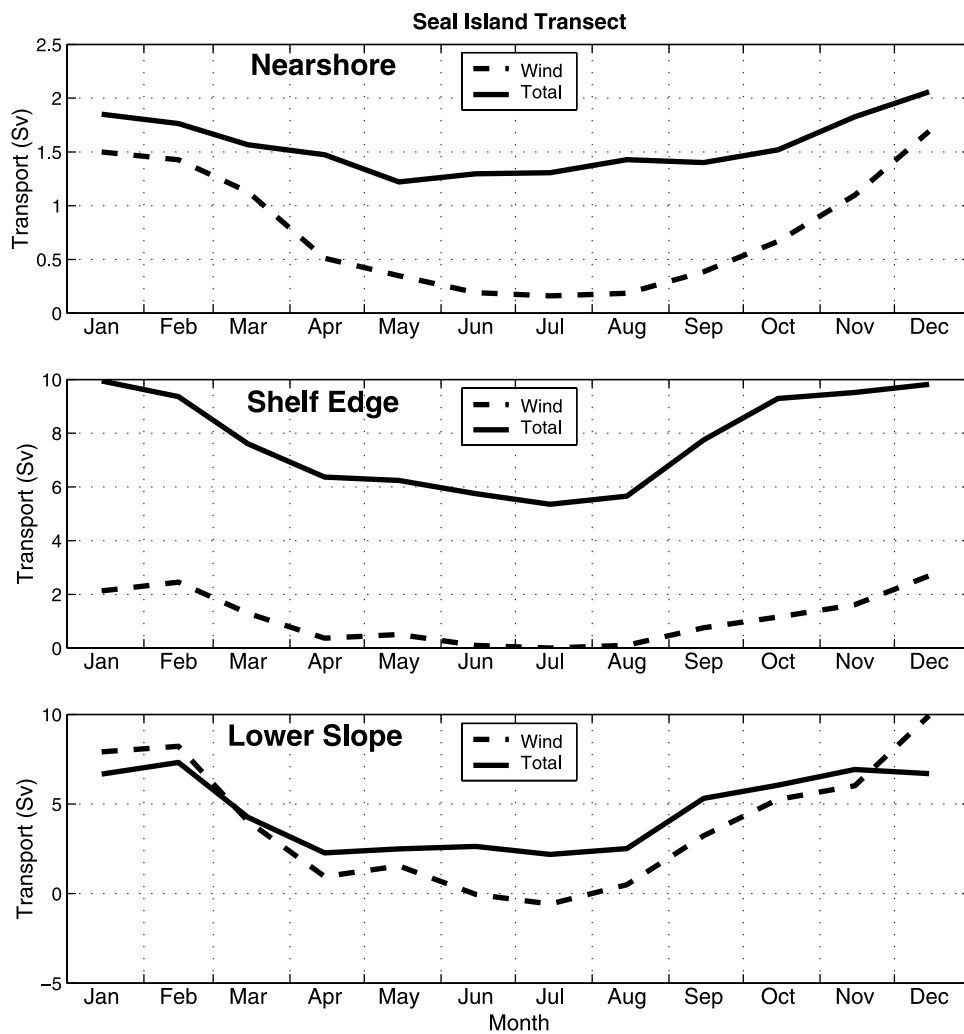 Seal Island Transect
Nearshore
Wind
Total
Transport (Sv)
2.5
2
1.5
1
0.5
0
Jan Feb Mar Apr May Jun Jul Aug Sep Oct Nov Dec
Shelf Edge
Wind
Total
Transport (Sv)
10
8
6
4
2
0
Jan Feb Mar Apr May Jun Jul Aug Sep Oct Nov Dec
Lower Slope
Wind
Total
Transport (Sv)
10
5
0
−5
Jan Feb Mar Apr May Jun Jul Aug Sep Oct Nov Dec
Month